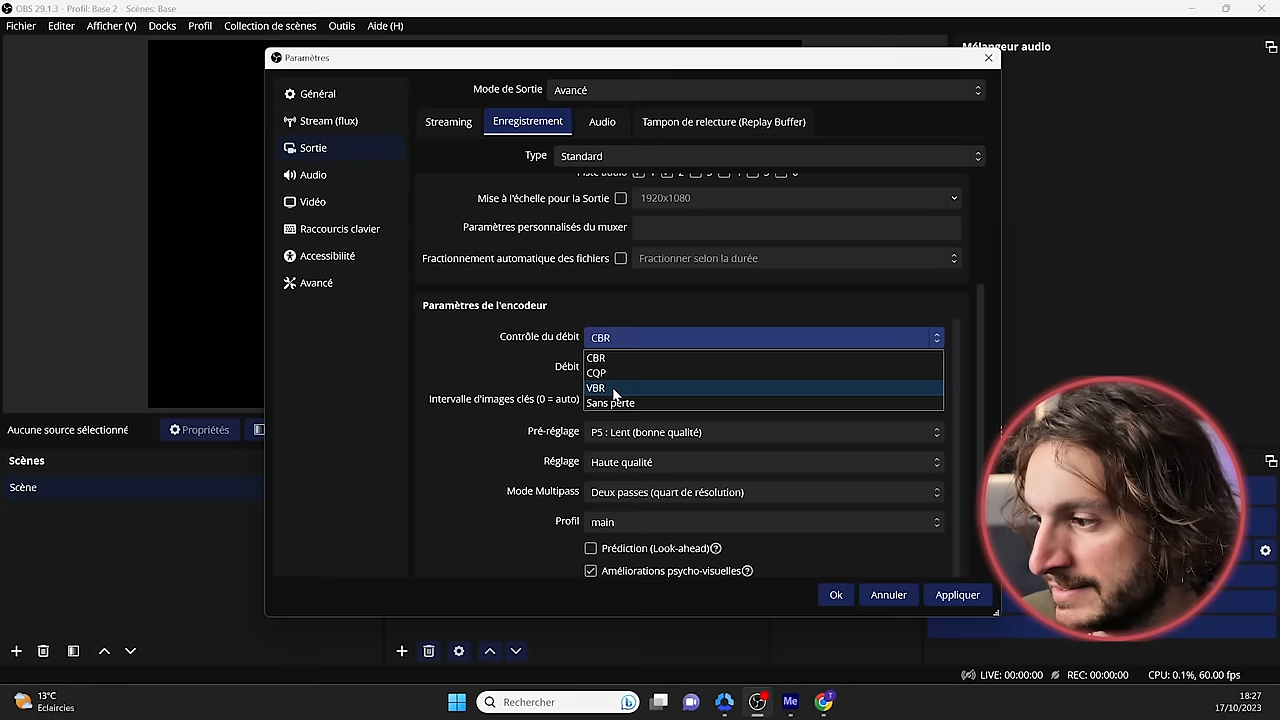 OBS 29.1.3 - Profil: Base 2 - Scènes: Base
Fichier Editer Afficher (V) Docks Profil Collection de scènes Outils Aide (H)
Mélangeur audio
Paramètres
Général
Stream (flux)
Sortie
Audio
Vidéo
Raccourcis clavier
Accessibilité
Avancé
Mode de Sortie Avancé
Streaming Enregistrement Audio Tampon de relecture (Replay Buffer)
Type Standard
Mise à l'échelle pour la Sortie 1920x1080
Paramètres personnalisés du muxer
Fractionnement automatique des fichiers Fractionner selon la durée
Paramètres de l'encodeur
Contrôle du débit CBR
CBR
CQP
VBR
Sans perte
Débit
Intervalle d'images clés (0 = auto)
Pré-réglage P5 : Lent (bonne qualité)
Réglage Haute qualité
Mode Multipass Deux passes (quart de résolution)
Profil main
Prédiction (Look-ahead)
Améliorations psycho-visuelles
Ok Annuler Appliquer
Aucune source sélectionné Propriétés
Scènes
Scène
LIVE: 00:00:00 REC: 00:00:00 CPU: 0.1%, 60.00 fps
13°C
Éclaircies
Rechercher
Me
T
18:27
17/10/2023